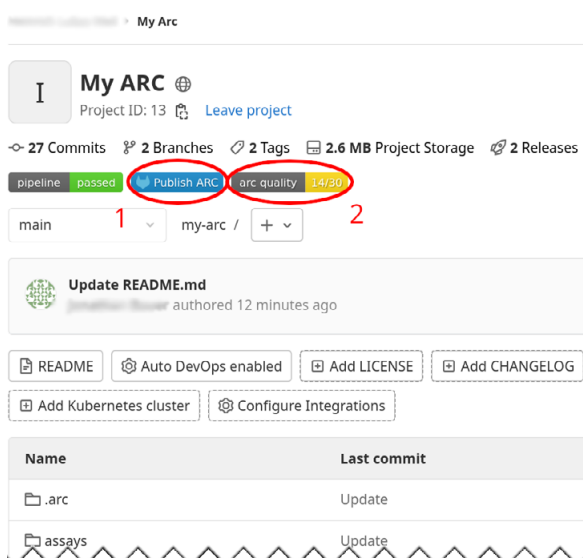 › My Arc
I
My ARC
Project ID: 13 Leave project
27 Commits 2 Branches 2 Tags 2.6 MB Project Storage 2 Releases
pipeline passed Publish ARC arc quality 14/30
1 2
main my-arc / +
Update README.md
authored 12 minutes ago
README Auto DevOps enabled Add LICENSE Add CHANGELOG
Add Kubernetes cluster Configure Integrations
Name Last commit
.arc Update
assays Update